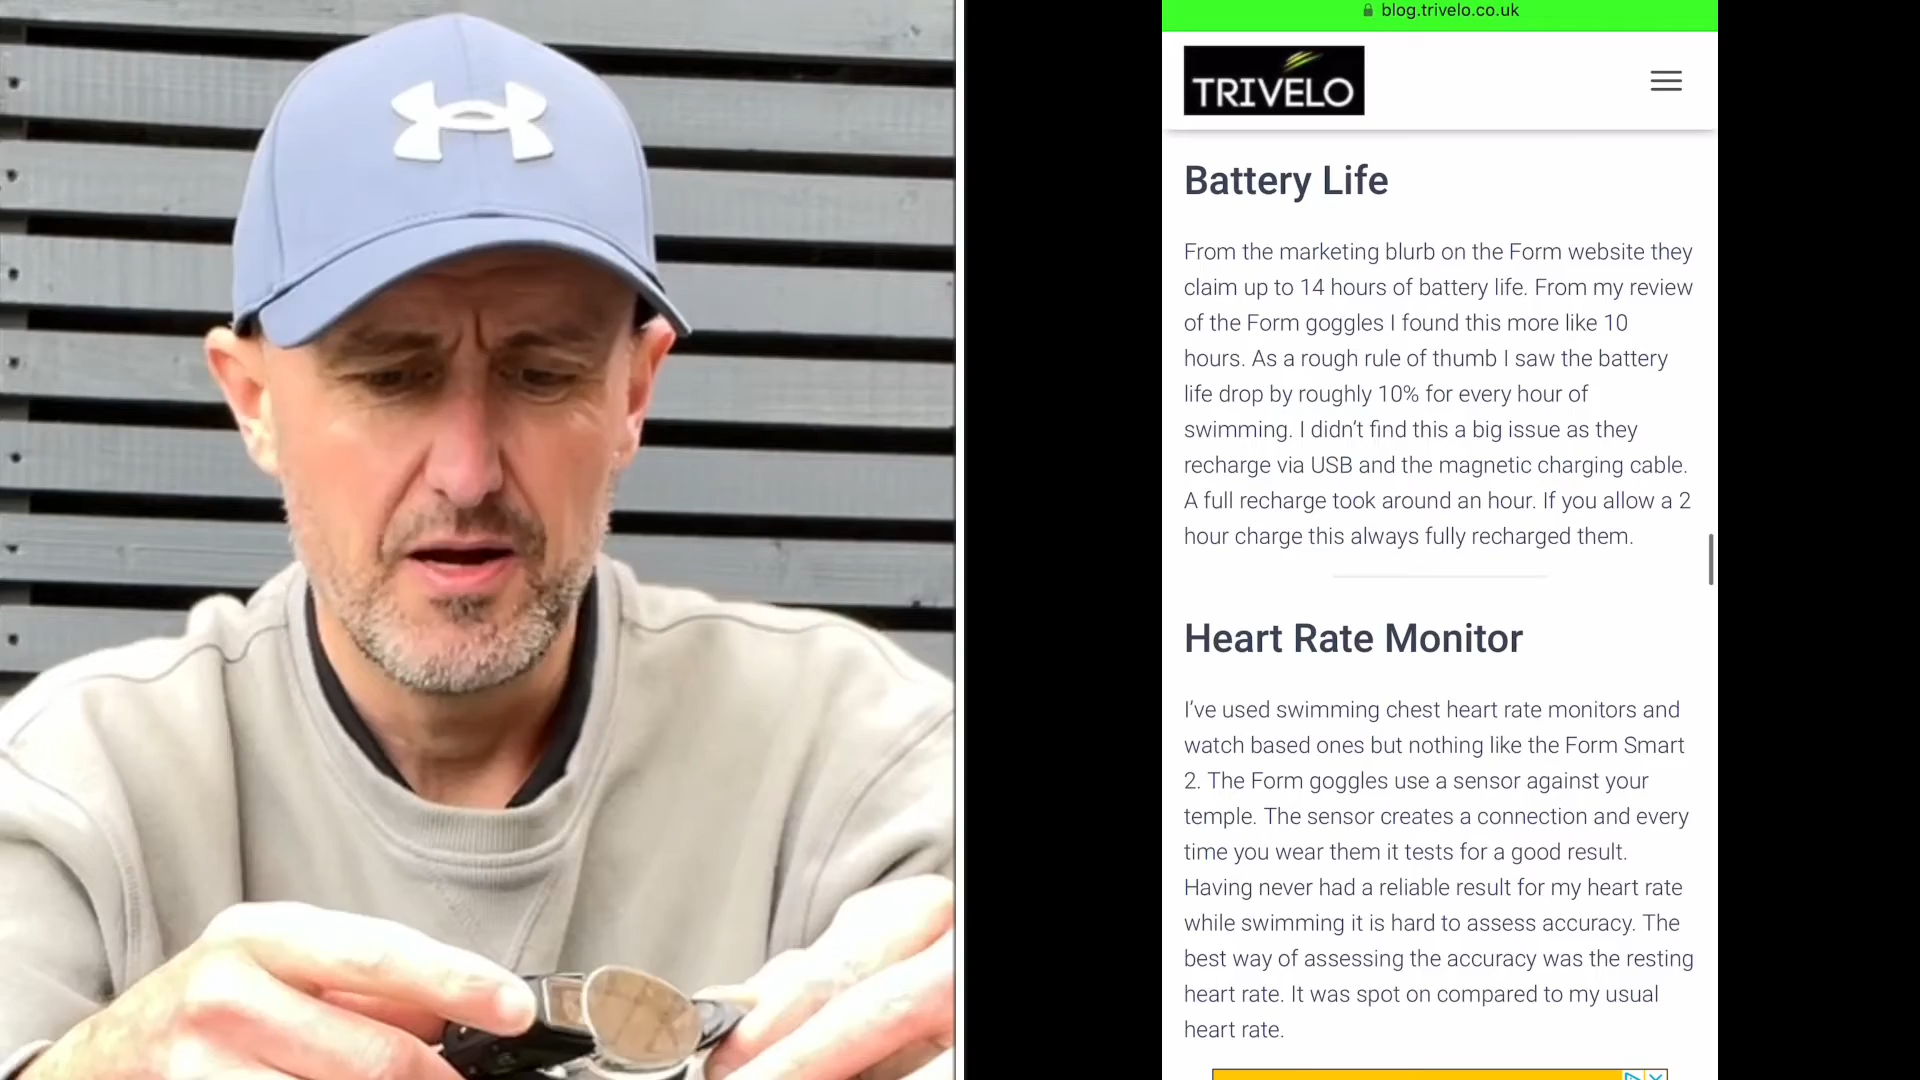 blog.trivelo.co.uk
TRIVELO
Battery Life
From the marketing blurb on the Form website they
claim up to 14 hours of battery life. From my review
of the Form goggles I found this more like 10
hours. As a rough rule of thumb I saw the battery
life drop by roughly 10% for every hour of
swimming. I didn’t find this a big issue as they
recharge via USB and the magnetic charging cable.
A full recharge took around an hour. If you allow a 2
hour charge this always fully recharged them.
Heart Rate Monitor
I’ve used swimming chest heart rate monitors and
watch based ones but nothing like the Form Smart
2. The Form goggles use a sensor against your
temple. The sensor creates a connection and every
time you wear them it tests for a good result.
Having never had a reliable result for my heart rate
while swimming it is hard to assess accuracy. The
best way of assessing the accuracy was the resting
heart rate. It was spot on compared to my usual
heart rate.